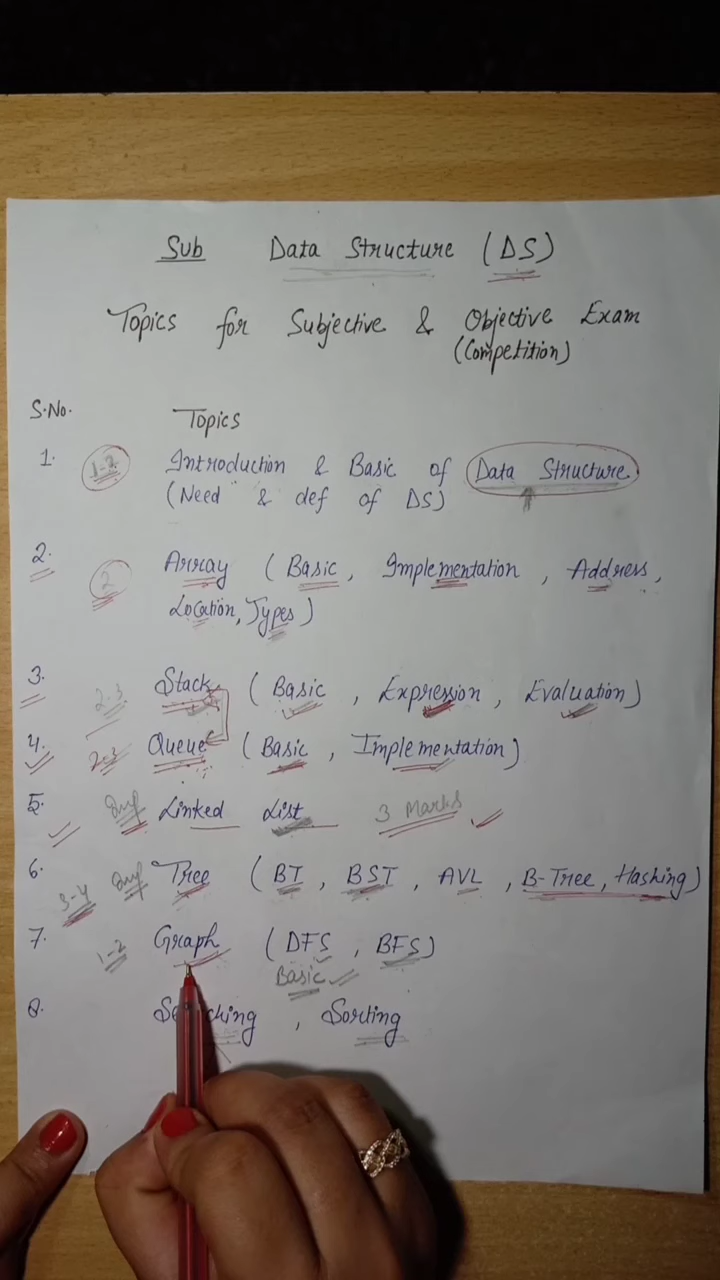 Sub Data Structure (DS)
Topics for Subjective & Objective Exam
(Competition)
S.No. Topics
1. 1-2 Introduction & Basic of Data Structure
(Need & def of DS)
2. 2 Array (Basic, Implementation, Address,
Location, Types)
3. 2-3 Stack (Basic, Expression, Evaluation)
4. 2-3 Queue (Basic, Implementation)
5. Imp Linked List 3 Marks
6. 3-4 Imp Tree (BT, BST, AVL, B-Tree, Hashing)
7. 1-2 Graph (DFS, BFS)
Basic
8. Sorting